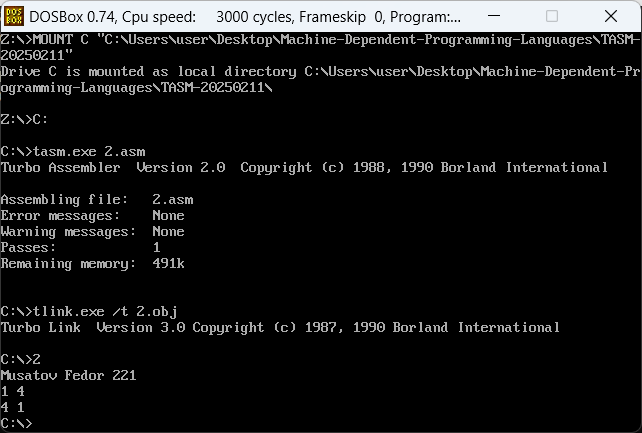 DOS
BOX
DOSBox 0.74, Cpu speed:    3000 cycles, Frameskip  0, Program:...
Z:\>MOUNT C "C:\Users\user\Desktop\Machine-Dependent-Programming-Languages\TASM-
20250211"
Drive C is mounted as local directory C:\Users\user\Desktop\Machine-Dependent-Pr
ogramming-Languages\TASM-20250211\
Z:\>C:
C:\>tasm.exe 2.asm
Turbo Assembler  Version 2.0  Copyright (c) 1988, 1990 Borland International
Assembling file:   2.asm
Error messages:    None
Warning messages:  None
Passes:            1
Remaining memory:  491k
C:\>tlink.exe /t 2.obj
Turbo Link  Version 3.0 Copyright (c) 1987, 1990 Borland International
C:\>2
Musatov Fedor 221
1 4
4 1
C:\>